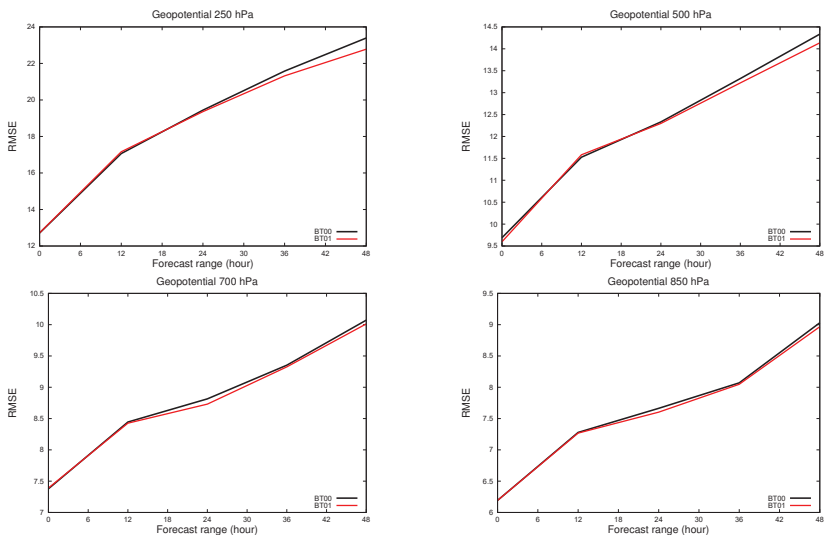 Geopotential 250 hPa
24
22
20
18
16
14
12
RMSE
0 6 12 18 24 30 36 42 48
Forecast range (hour)
BT00
BT01
Geopotential 500 hPa
14.5
14
13.5
13
12.5
12
11.5
11
10.5
10
9.5
RMSE
0 6 12 18 24 30 36 42 48
Forecast range (hour)
BT00
BT01
Geopotential 700 hPa
10.5
10
9.5
9
8.5
8
7.5
7
RMSE
0 6 12 18 24 30 36 42 48
Forecast range (hour)
BT00
BT01
Geopotential 850 hPa
9.5
9
8.5
8
7.5
7
6.5
6
RMSE
0 6 12 18 24 30 36 42 48
Forecast range (hour)
BT00
BT01